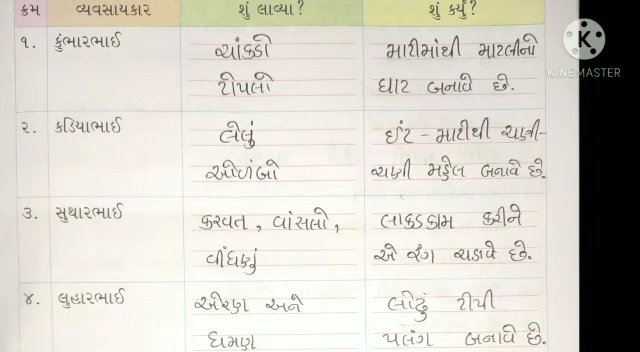 ક્રમ વ્યવસાયકાર શું લાવ્યા? શું કર્યું?
૧. કુંભારભાઈ ચાકડો માટીમાંથી માટલીનો
ટીપલો ઘાટ બનાવે છે.
KINEMASTER
૨. કડિયાભાઈ લેલું ઈંટ - માટીથી ચણી-
ઓળંબો ચણી મહેલ બનાવે છે.
૩. સુથારભાઈ કરવત, વાંસલો, લાકડકામ કરીને
વીંધણું એ રંગ ચડાવે છે.
૪. લુહારભાઈ એરણ અને લોઢું ટીપી
ધમણ પલંગ બનાવે છે.